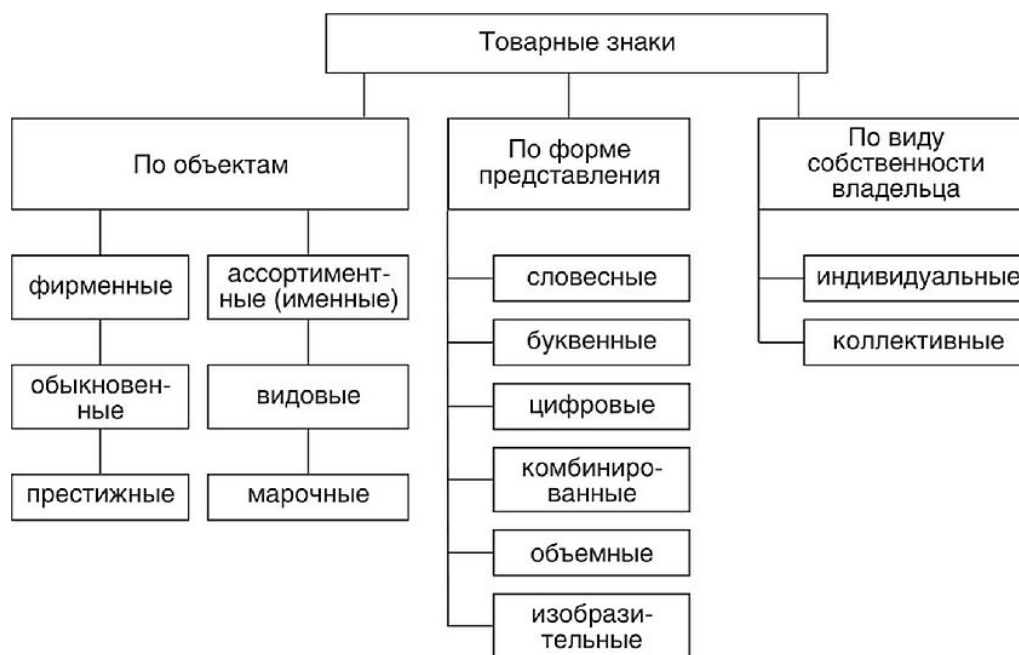 Товарные знаки
По объектам
По форме
представления
По виду
собственности
владельца
фирменные
ассортимент-
ные (именные)
обыкновен-
ные
видовые
престижные
марочные
словесные
буквенные
цифровые
комбиниро-
ванные
объемные
изобрази-
тельные
индивидуальные
коллективные